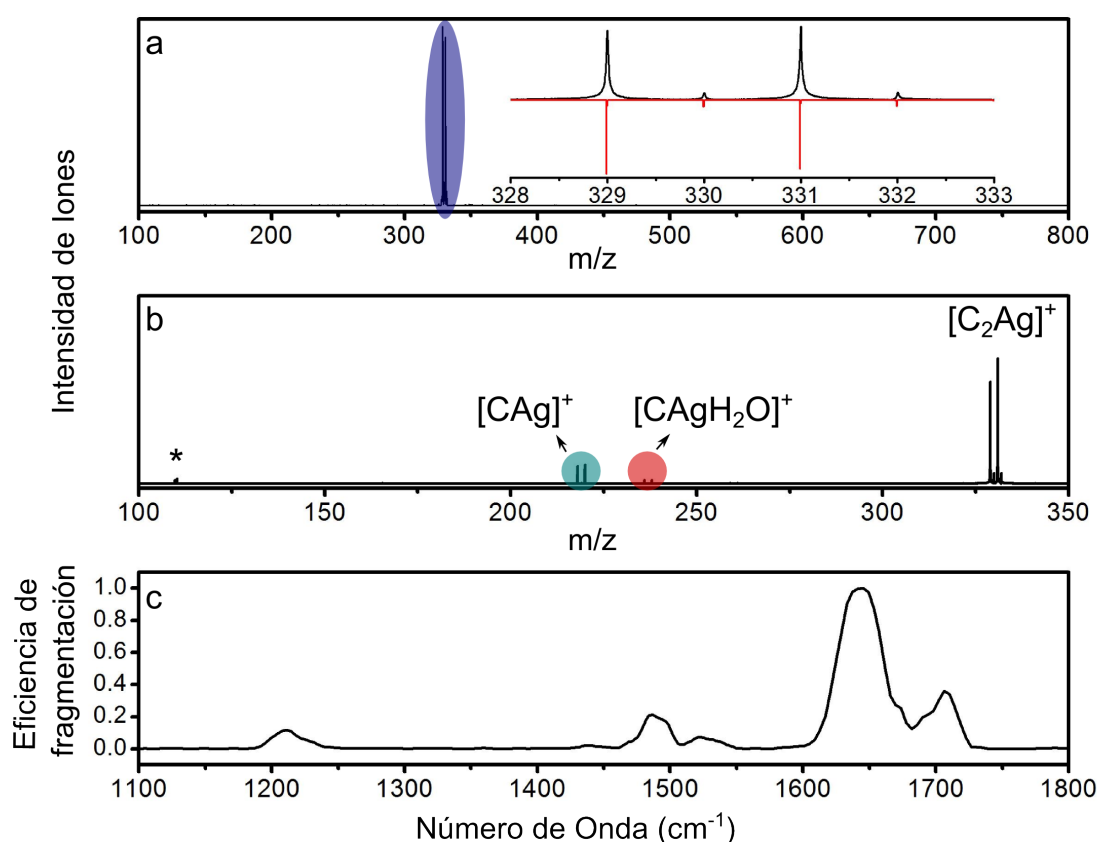 Intensidad de Iones
a
328 329 330 331 332 333
100 200 300 400 500 600 700 800
m/z
b
[C₂Ag]⁺
[CAg]⁺ [CAgH₂O]⁺
*
100 150 200 250 300 350
m/z
Eficiencia de
fragmentación
c
1.0
0.8
0.6
0.4
0.2
0.0
1100 1200 1300 1400 1500 1600 1700 1800
Número de Onda (cm⁻¹)